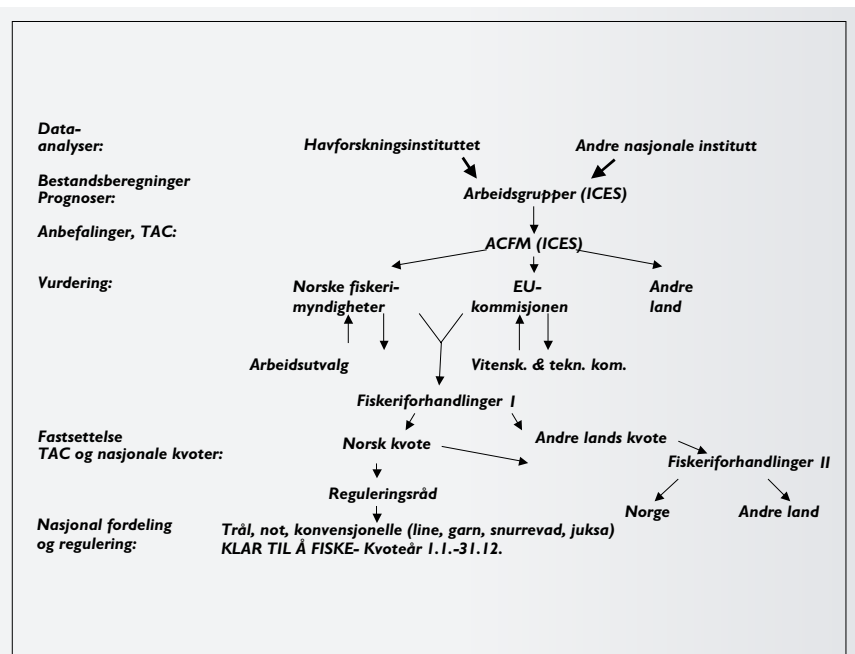 Data-
analyser:
Havforskningsinstituttet
Andre nasjonale institutt
Bestandsberegninger
Prognoser:
Arbeidsgrupper (ICES)
Anbefalinger, TAC:
ACFM (ICES)
Vurdering:
Norske fiskeri-
myndigheter
EU-
kommisjonen
Andre
land
Arbeidsutvalg
Vitensk. & tekn. kom.
Fiskeriforhandlinger I
Fastsettelse
TAC og nasjonale kvoter:
Norsk kvote
Andre lands kvote
Fiskeriforhandlinger II
Reguleringsråd
Norge
Andre land
Nasjonal fordeling
og regulering:
Trål, not, konvensjonelle (line, garn, snurrevad, juksa)
KLAR TIL Å FISKE- Kvoteår 1.1.-31.12.